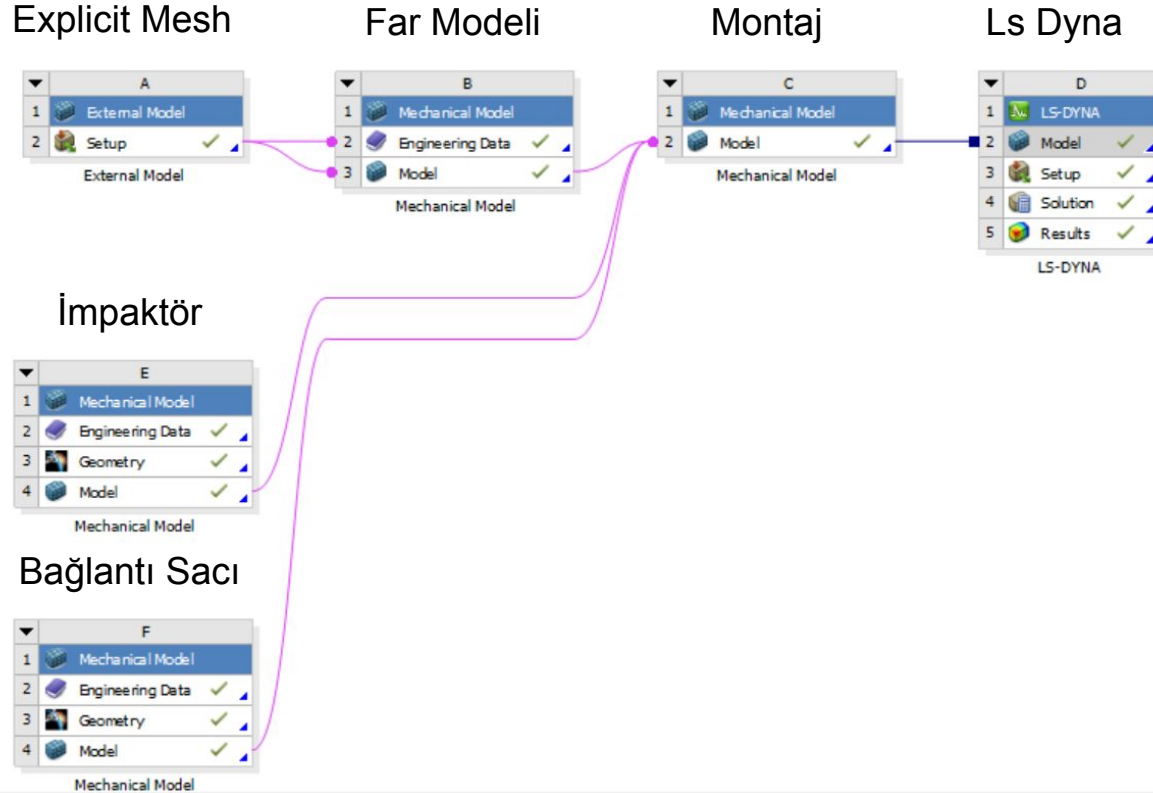 Explicit Mesh
Far Modeli
Montaj
Ls Dyna
A
1 External Model
2 Setup
External Model
B
1 Mechanical Model
2 Engineering Data
3 Model
Mechanical Model
C
1 Mechanical Model
2 Model
Mechanical Model
D
1 LS-DYNA
2 Model
3 Setup
4 Solution
5 Results
LS-DYNA
İmpaktör
E
1 Mechanical Model
2 Engineering Data
3 Geometry
4 Model
Mechanical Model
Bağlantı Sacı
F
1 Mechanical Model
2 Engineering Data
3 Geometry
4 Model
Mechanical Model